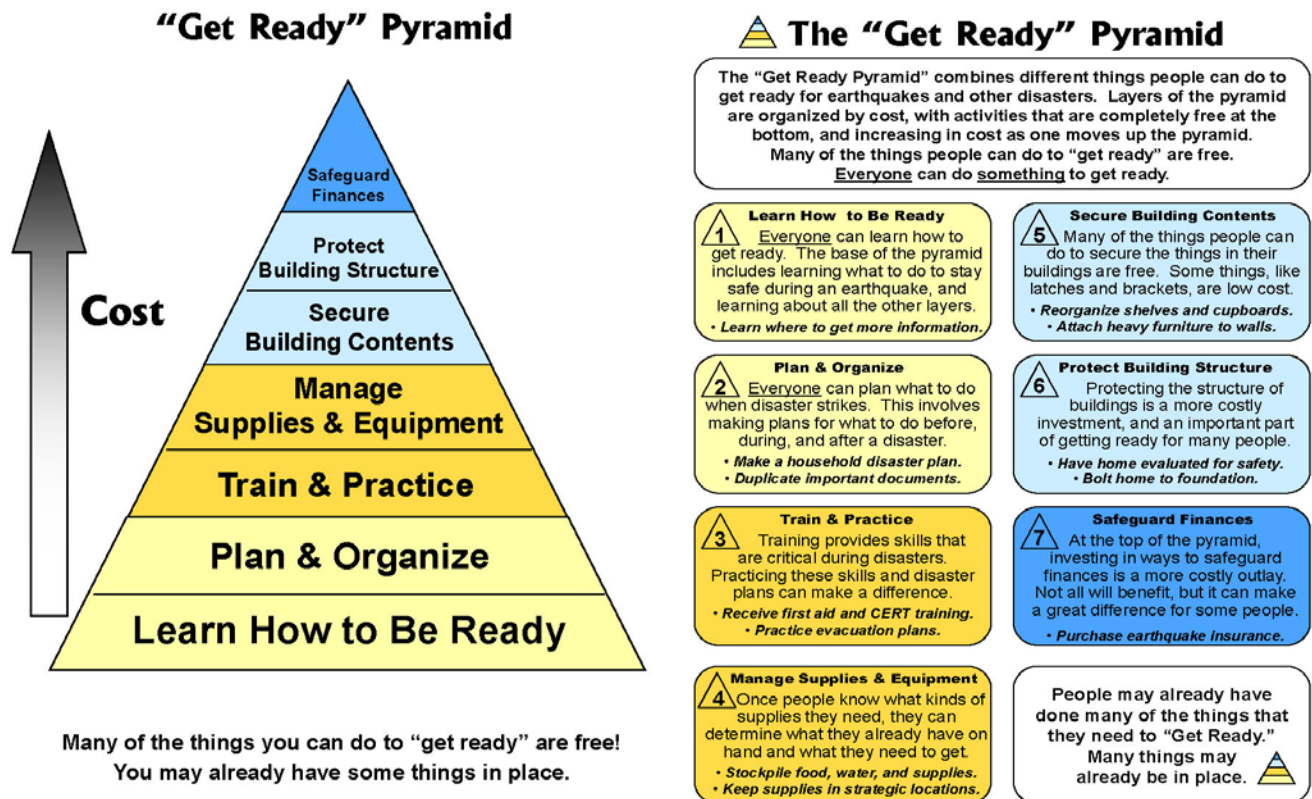 “Get Ready” Pyramid
Cost
Safeguard
Finances
Protect
Building Structure
Secure
Building Contents
Manage
Supplies & Equipment
Train & Practice
Plan & Organize
Learn How to Be Ready
Many of the things you can do to “get ready” are free!
You may already have some things in place.
The “Get Ready” Pyramid
The “Get Ready Pyramid” combines different things people can do to
get ready for earthquakes and other disasters. Layers of the pyramid
are organized by cost, with activities that are completely free at the
bottom, and increasing in cost as one moves up the pyramid.
Many of the things people can do to “get ready” are free.
Everyone can do something to get ready.
Learn How to Be Ready
1 Everyone can learn how to
get ready. The base of the pyramid
includes learning what to do to stay
safe during an earthquake, and
learning about all the other layers.
• Learn where to get more information.
Plan & Organize
2 Everyone can plan what to do
when disaster strikes. This involves
making plans for what to do before,
during, and after a disaster.
• Make a household disaster plan.
• Duplicate important documents.
Train & Practice
3 Training provides skills that
are critical during disasters.
Practicing these skills and disaster
plans can make a difference.
• Receive first aid and CERT training.
• Practice evacuation plans.
Manage Supplies & Equipment
4 Once people know what kinds of
supplies they need, they can
determine what they already have on
hand and what they need to get.
• Stockpile food, water, and supplies.
• Keep supplies in strategic locations.
Secure Building Contents
5 Many of the things people can
do to secure the things in their
buildings are free. Some things, like
latches and brackets, are low cost.
• Reorganize shelves and cupboards.
• Attach heavy furniture to walls.
Protect Building Structure
6 Protecting the structure of
buildings is a more costly
investment, and an important part
of getting ready for many people.
• Have home evaluated for safety.
• Bolt home to foundation.
Safeguard Finances
7 At the top of the pyramid,
investing in ways to safeguard
finances is a more costly outlay.
Not all will benefit, but it can make
a great difference for some people.
• Purchase earthquake insurance.
People may already have
done many of the things that
they need to “Get Ready.”
Many things may
already be in place.